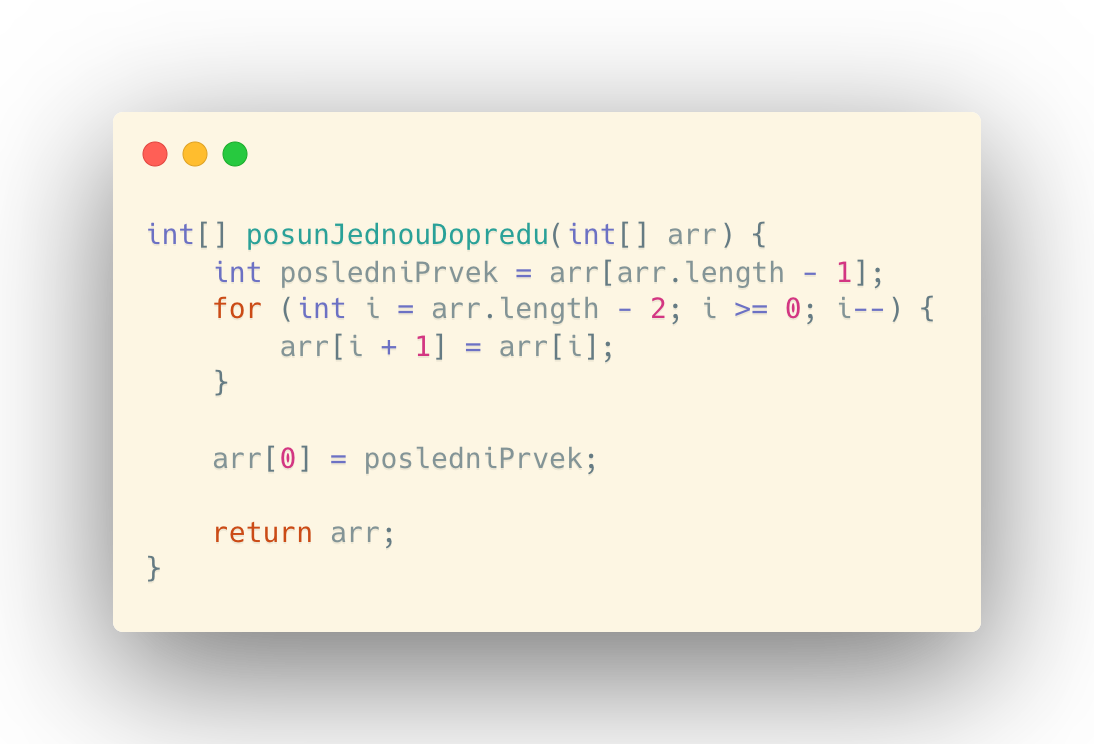 int[] posunJednouDopredu(int[] arr) {
    int posledniPrvek = arr[arr.length - 1];
    for (int i = arr.length - 2; i >= 0; i--) {
        arr[i + 1] = arr[i];
    }

    arr[0] = posledniPrvek;

    return arr;
}